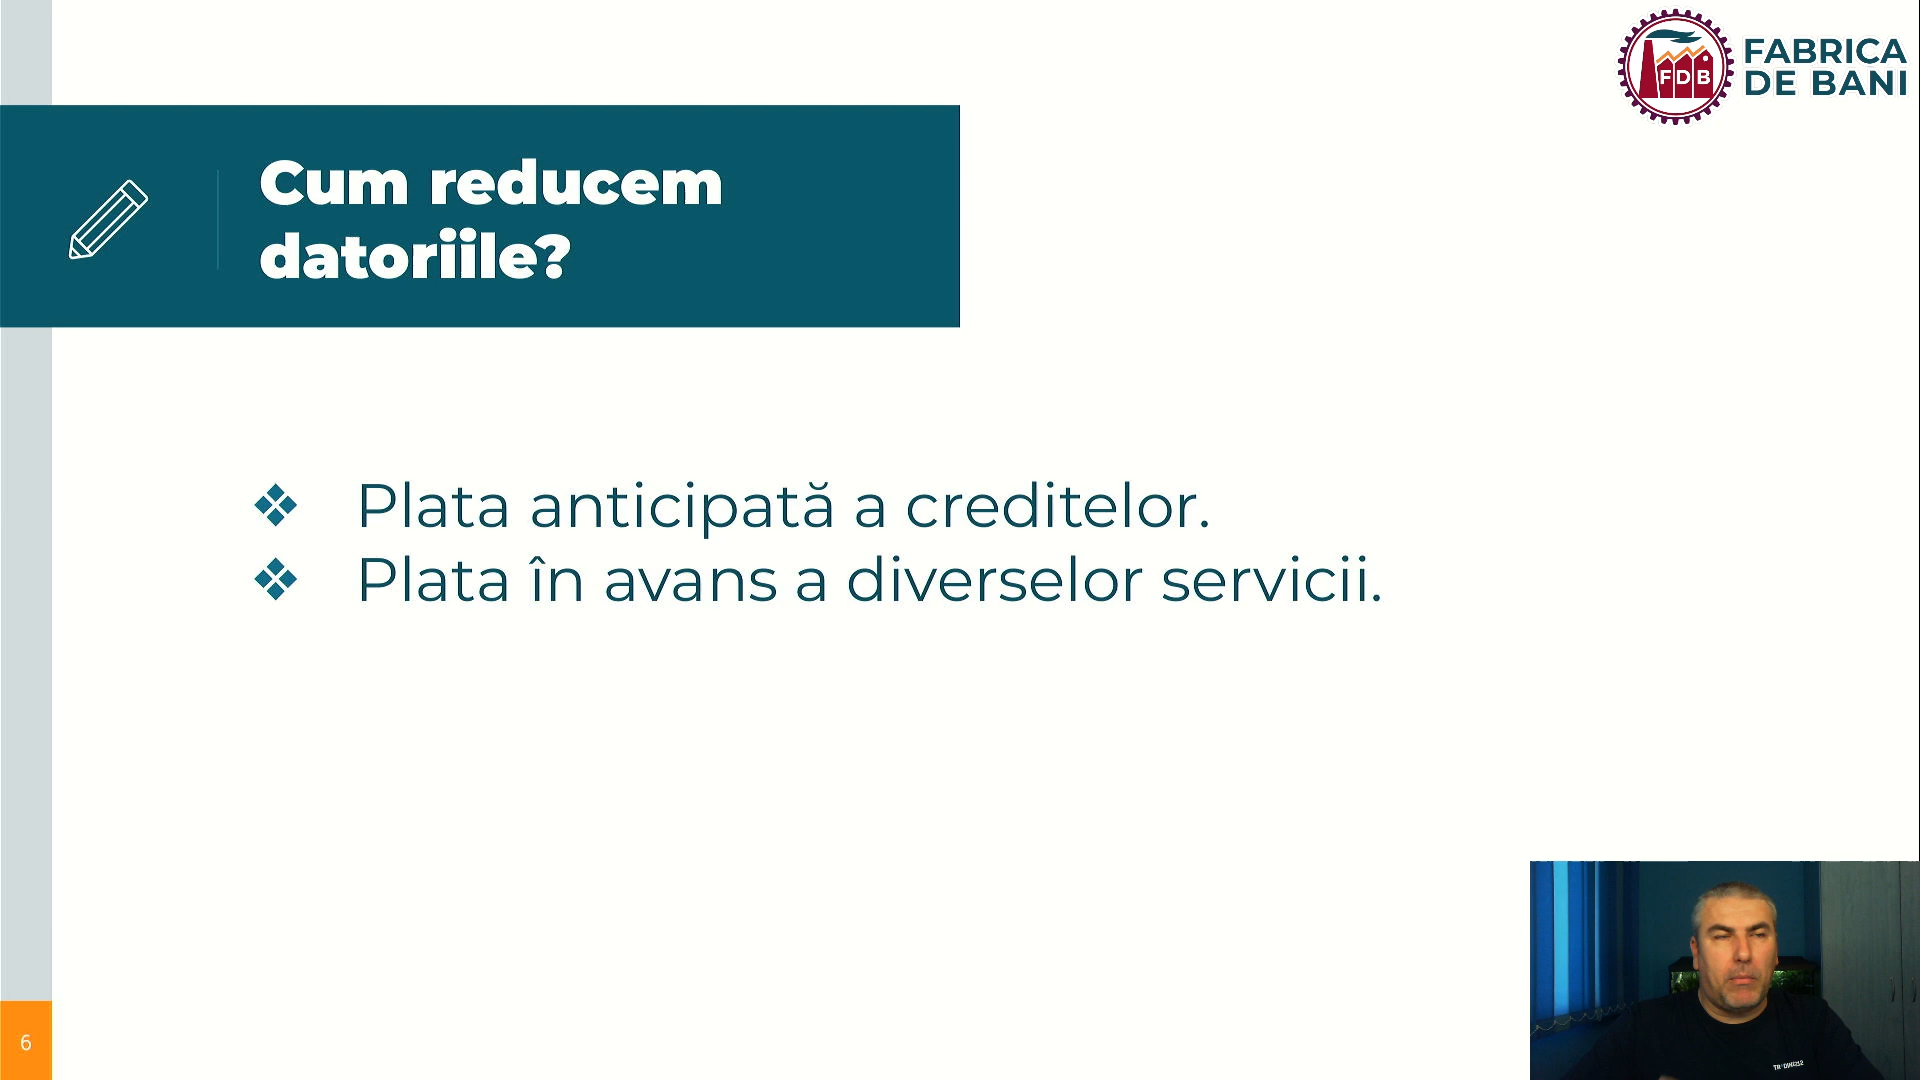 FABRICA
DE BANI
FDB
Cum reducem
datoriile?
❖ Plata anticipată a creditelor.
❖ Plata în avans a diverselor servicii.
6